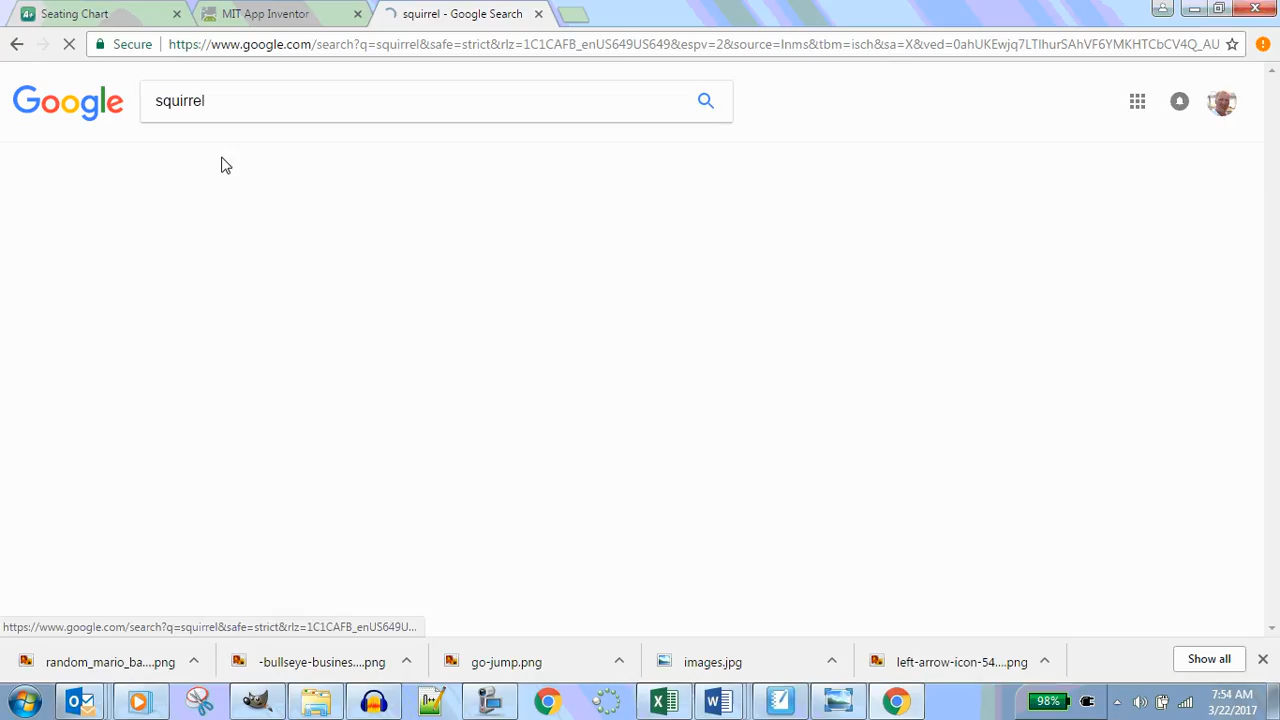 Seating Chart
MIT App Inventor
squirrel - Google Search
Secure
https://www.google.com/search?q=squirrel&safe=strict&rlz=1C1CAFB_enUS649US649&espv=2&source=lnms&tbm=isch&sa=X&ved=0ahUKEwjq7LTlhurSAhVF6YMKHTCbCV4Q_AU
Google
squirrel
https://www.google.com/search?q=squirrel&safe=strict&rlz=1C1CAFB_enUS649U...
random_mario_ba....png
-bullseye-busines....png
go-jump.png
images.jpg
left-arrow-icon-54....png
Show all
98%
7:54 AM
3/22/2017